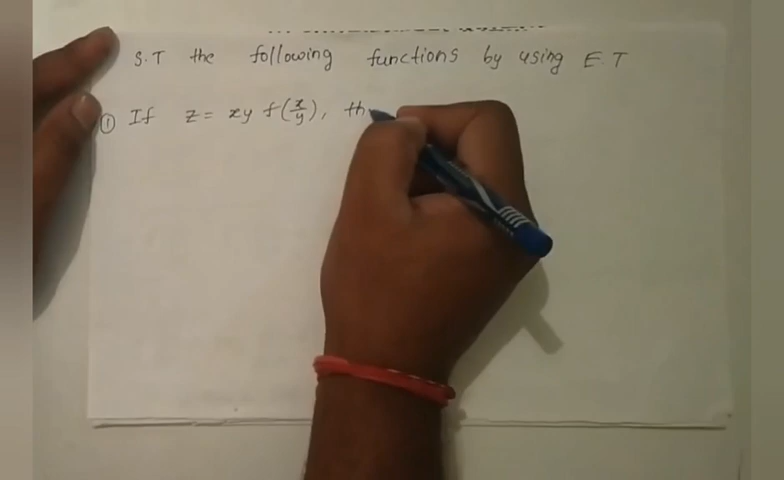 S.T the following functions by using E.T
① If z = xy f(x/y), th